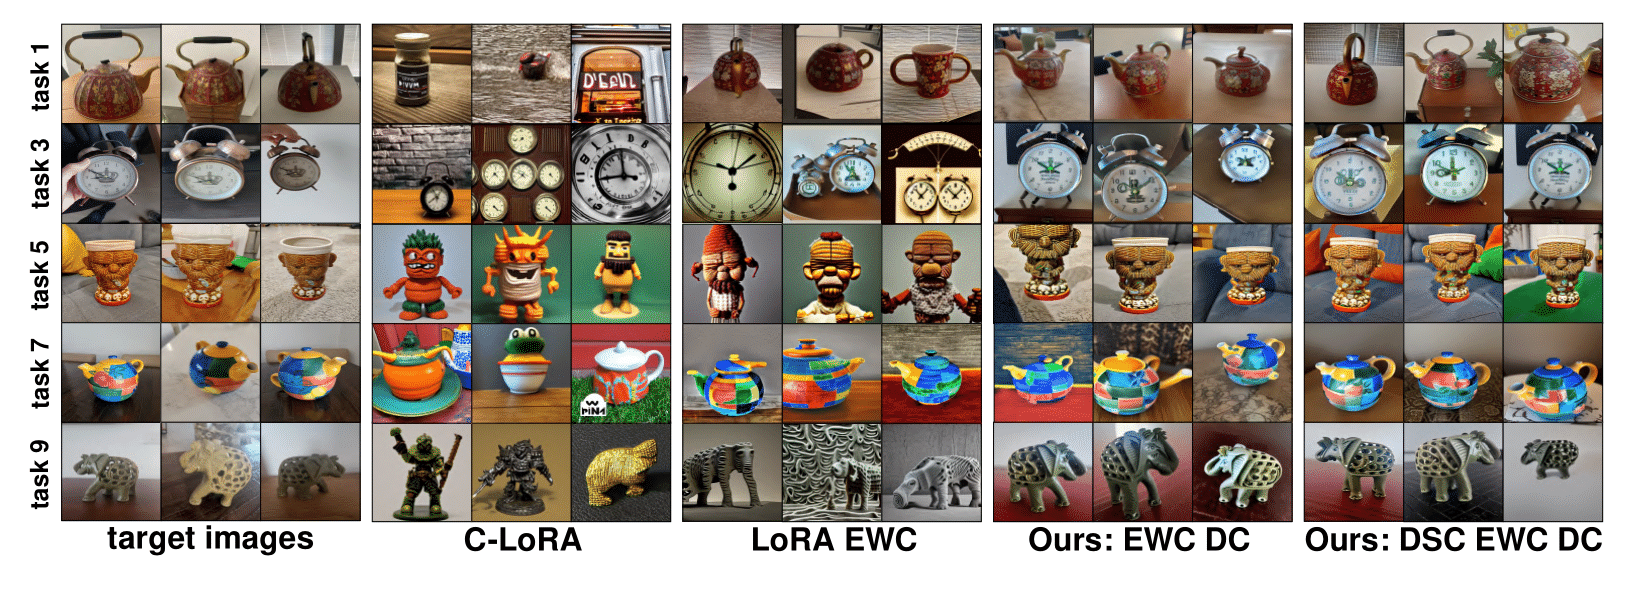 task 1
task 3
task 5
task 7
task 9
target images
C-LoRA
LoRA EWC
Ours: EWC DC
Ours: DSC EWC DC